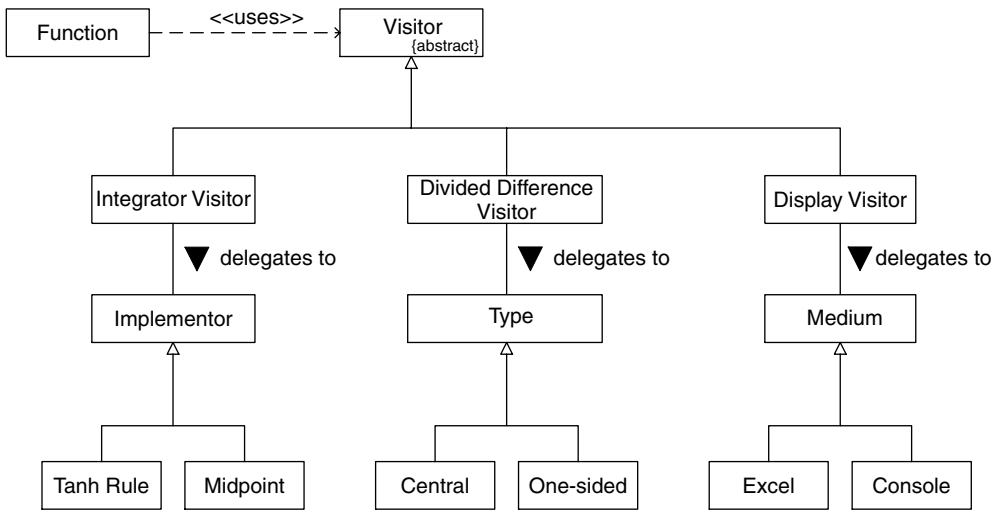 Function
<<uses>>
Visitor
{abstract}
Integrator Visitor
Divided Difference
Visitor
Display Visitor
delegates to
delegates to
delegates to
Implementor
Type
Medium
Tanh Rule
Midpoint
Central
One-sided
Excel
Console